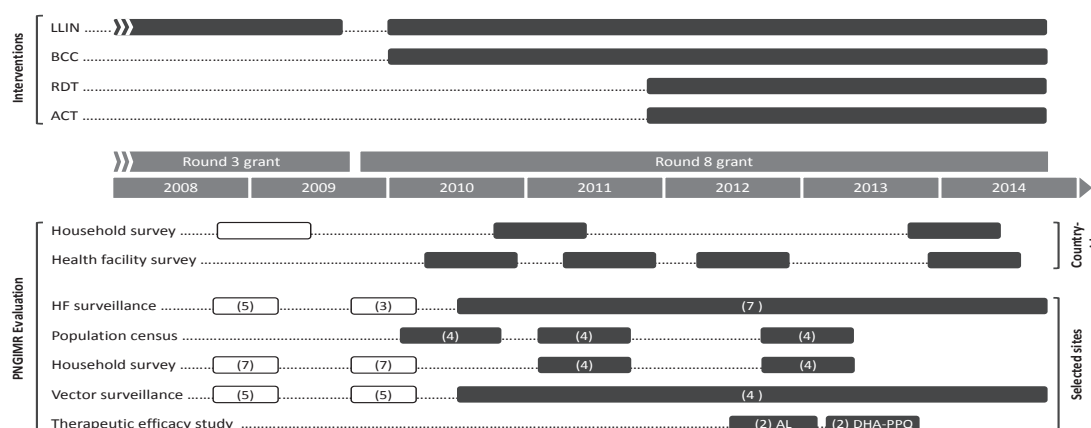 Interventions
LLIN
BCC
RDT
ACT
Round 3 grant
Round 8 grant
2008 2009 2010 2011 2012 2013 2014
PNGIMR Evaluation
Household survey
Health facility survey
Country-
HF surveillance (5) (3) (7)
Population census (4) (4) (4)
Household survey (7) (7) (4) (4)
Vector surveillance (5) (5) (4)
Therapeutic efficacy study (2) AL (2) DHA-PPQ
Selected sites